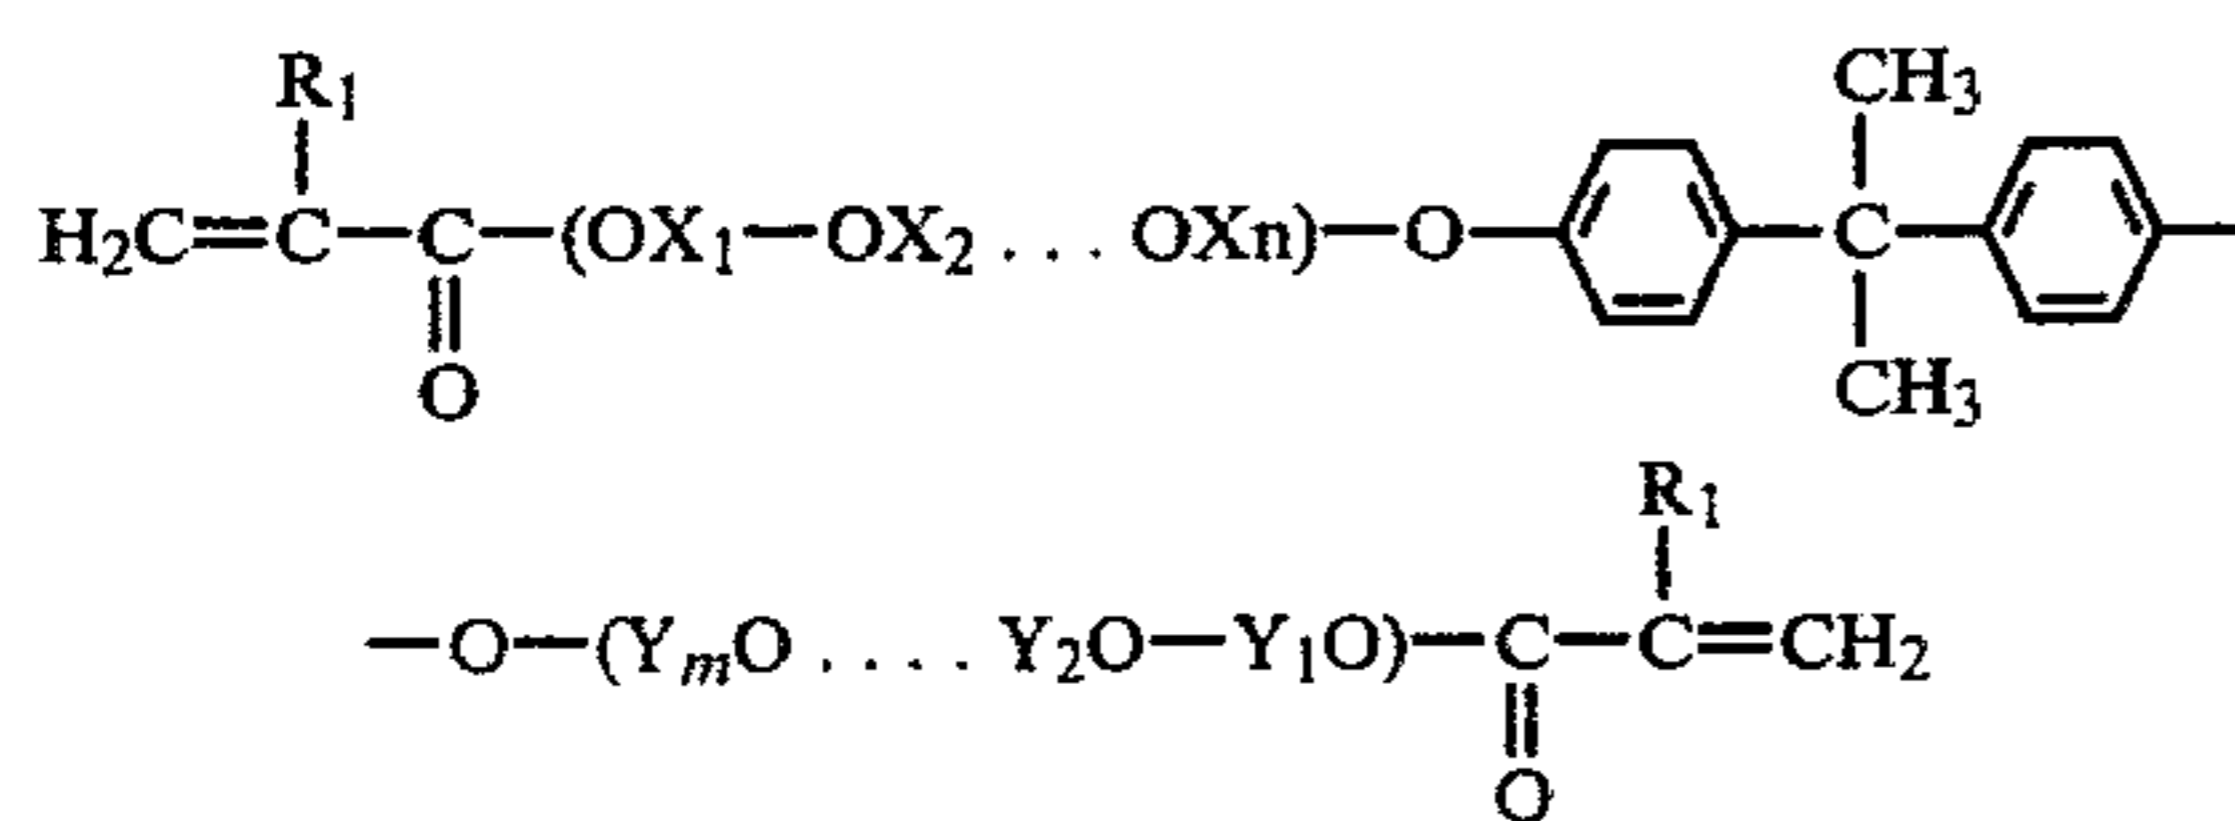 R1 CH3
H2C=C—C—(OX1—OX2 . . . OXn)—O— —C—
O CH3
R1
—O—(YmO . . . . Y2O—Y1O)—C—C=CH2
O